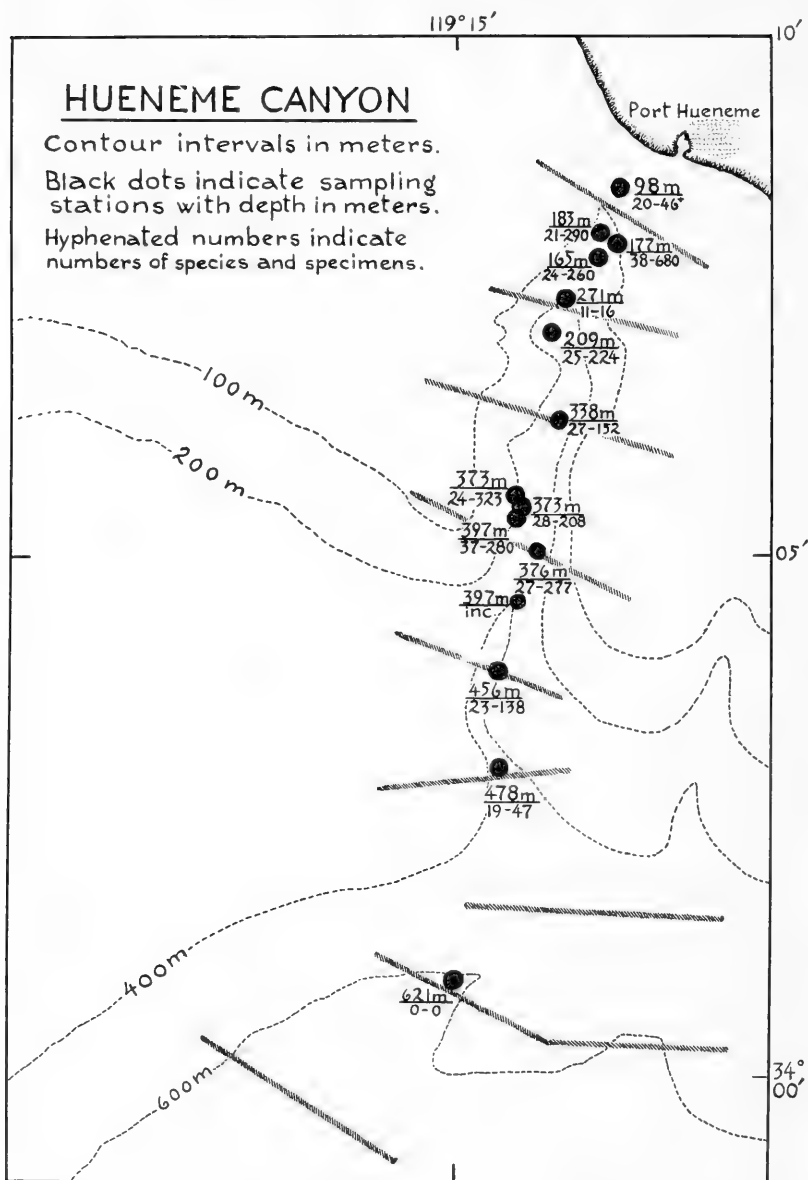 119° 15'
10'
HUENEME CANYON
Contour intervals in meters.
Black dots indicate sampling
stations with depth in meters.
Hyphenated numbers indicate
numbers of species and specimens.
Port Hueneme
98m
20-46+
183m
21-290
177m
38-680
165m
24-260
271m
11-16
209m
25-224
100m
338m
27-152
200m
373m
24-323
373m
28-208
397m
37-280
05'
376m
27-277
397m
inc.
456m
23-138
478m
19-47
400m
621m
0-0
600m
34°
00'